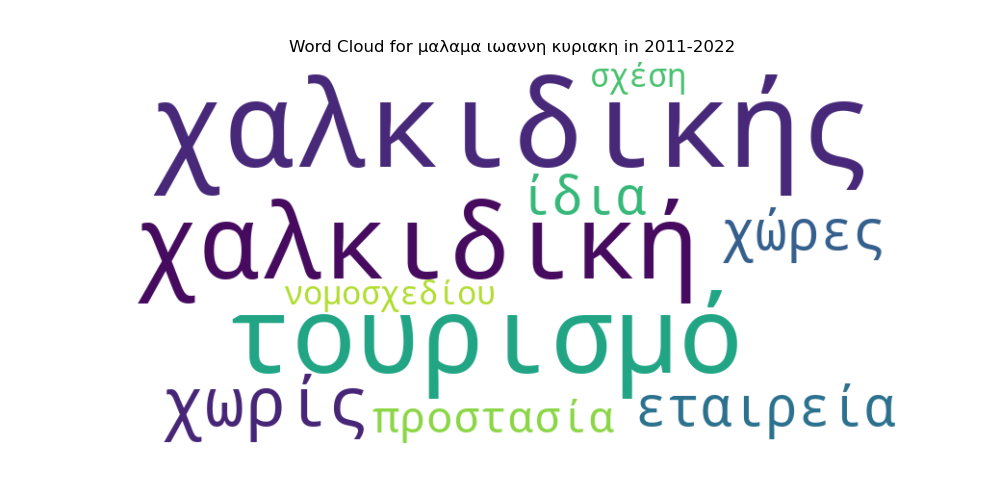 Word Cloud for μαλαμα ιωαννη κυριακη in 2011-2022
σχέση
χαλκιδικής
ίδια
χαλκιδική
χώρες
νομοσχεδίου
τουρισμό
χωρίς
προστασία
εταιρεία